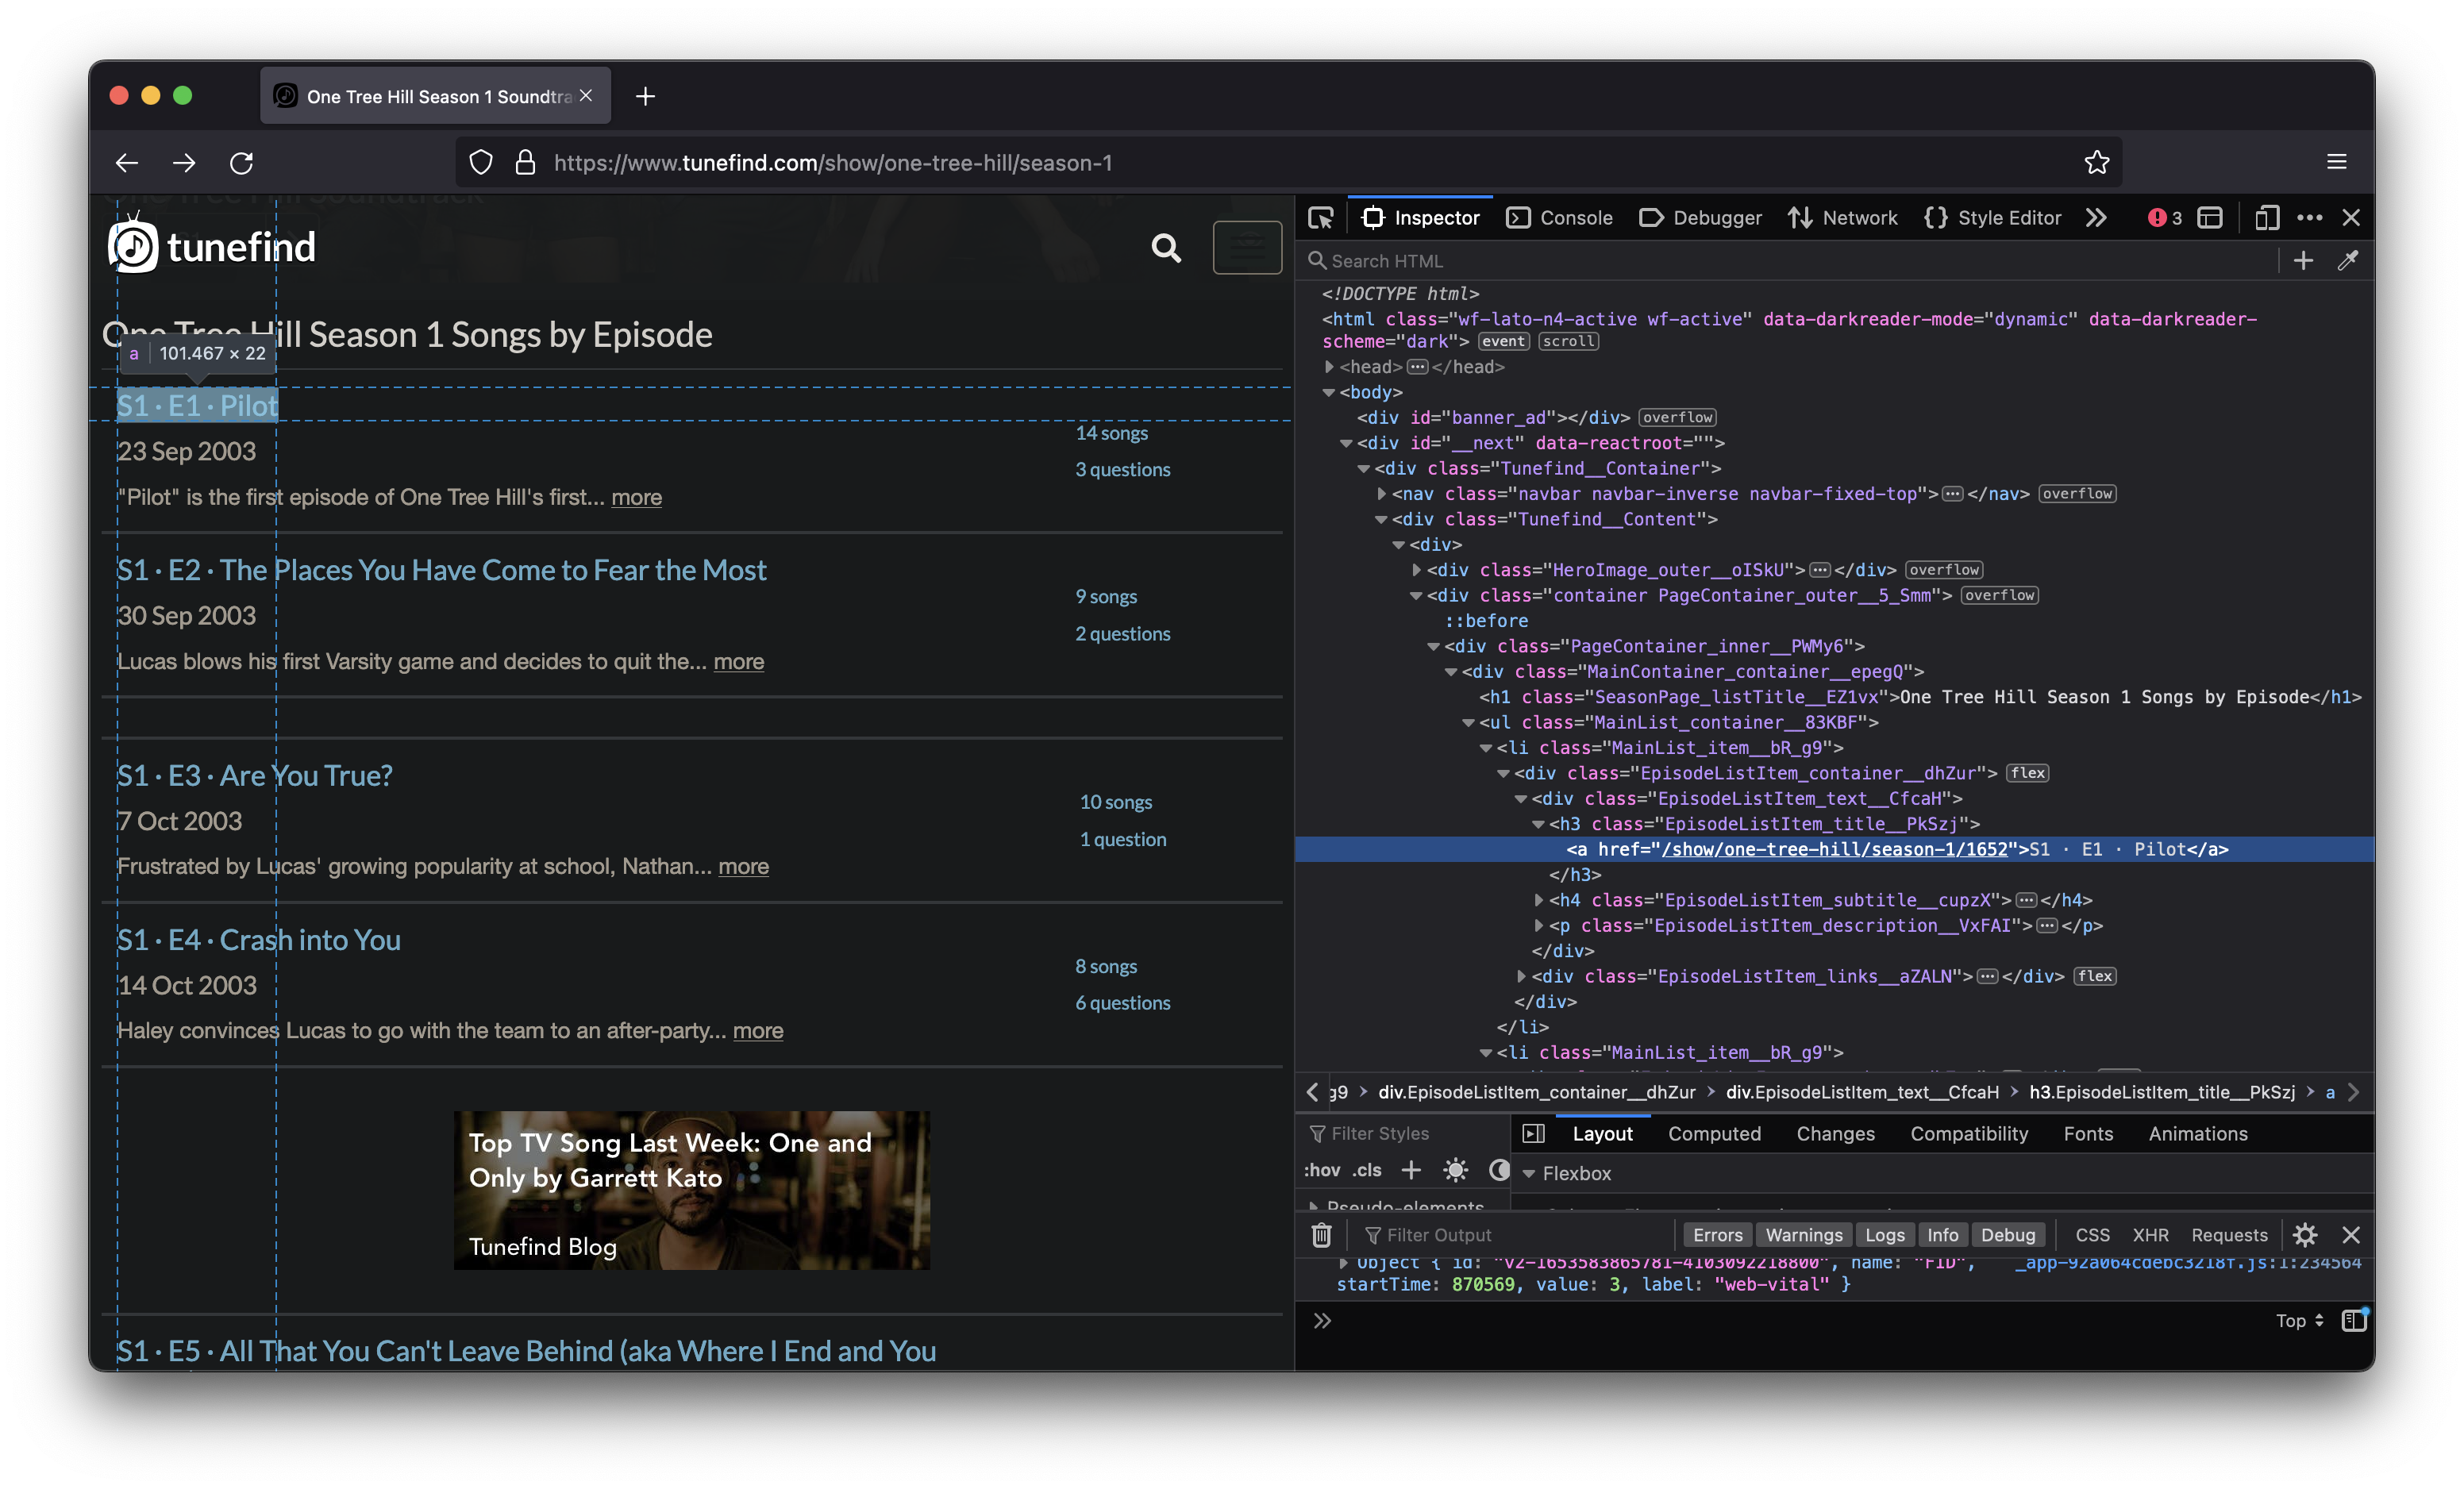 One Tree Hill Season 1 Soundtra
https://www.tunefind.com/show/one-tree-hill/season-1
One Tree Hill Soundtrack
tunefind
One Tree Hill Season 1 Songs by Episode
a 101.467 × 22
S1 · E1 · Pilot
23 Sep 2003
14 songs
3 questions
"Pilot" is the first episode of One Tree Hill's first... more
S1 · E2 · The Places You Have Come to Fear the Most
30 Sep 2003
9 songs
2 questions
Lucas blows his first Varsity game and decides to quit the... more
S1 · E3 · Are You True?
7 Oct 2003
10 songs
1 question
Frustrated by Lucas' growing popularity at school, Nathan... more
S1 · E4 · Crash into You
14 Oct 2003
8 songs
6 questions
Haley convinces Lucas to go with the team to an after-party... more
Top TV Song Last Week: One and
Only by Garrett Kato
Tunefind Blog
S1 · E5 · All That You Can't Leave Behind (aka Where I End and You
Inspector Console Debugger Network Style Editor 3
Search HTML
<!DOCTYPE html>
<html class="wf-lato-n4-active wf-active" data-darkreader-mode="dynamic" data-darkreader-
scheme="dark"> event scroll
<head>⋯</head>
<body>
<div id="banner_ad"></div> overflow
<div id="__next" data-reactroot="">
<div class="Tunefind__Container">
<nav class="navbar navbar-inverse navbar-fixed-top">⋯</nav> overflow
<div class="Tunefind__Content">
<div>
<div class="HeroImage_outer__oISkU">⋯</div> overflow
<div class="container PageContainer_outer__5_Smm"> overflow
::before
<div class="PageContainer_inner__PWMy6">
<div class="MainContainer_container__epegQ">
<h1 class="SeasonPage_listTitle__EZ1vx">One Tree Hill Season 1 Songs by Episode</h1>
<ul class="MainList_container__83KBF">
<li class="MainList_item__bR_g9">
<div class="EpisodeListItem_container__dhZur"> flex
<div class="EpisodeListItem_text__CfcaH">
<h3 class="EpisodeListItem_title__PkSzj">
<a href="/show/one-tree-hill/season-1/1652">S1 · E1 · Pilot</a>
</h3>
<h4 class="EpisodeListItem_subtitle__cupzX">⋯</h4>
<p class="EpisodeListItem_description__VxFAI">⋯</p>
</div>
<div class="EpisodeListItem_links__aZALN">⋯</div> flex
</div>
</li>
<li class="MainList_item__bR_g9">
g9 > div.EpisodeListItem_container__dhZur > div.EpisodeListItem_text__CfcaH > h3.EpisodeListItem_title__PkSzj > a
Filter Styles
:hov .cls
Pseudo-elements
Layout Computed Changes Compatibility Fonts Animations
Flexbox
Filter Output Errors Warnings Logs Info Debug CSS XHR Requests
Object { id: "v2-1653583865781-4103092218800", name: "FID", _app-92a064cdebc3218f.js:1:234564
startTime: 870569, value: 3, label: "web-vital" }
Top